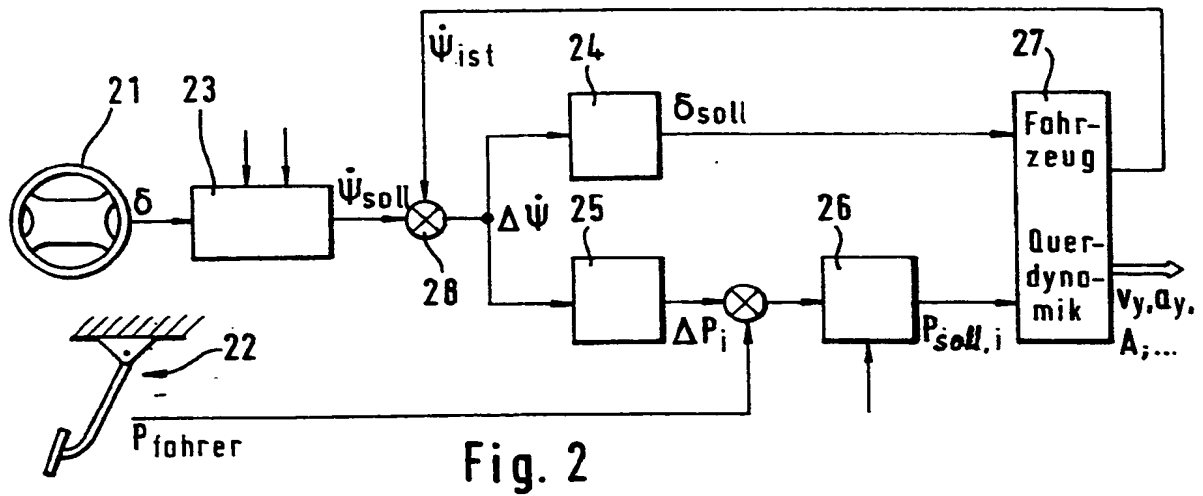 ψ̇ist
24
27
21
23
δsoll
Fahr-
zeug
δ
ψ̇soll
Δψ̇
25
26
28
Quer-
dyna-
mik
ΔPi
Psoll,i
vy, ay,
A;...
22
Pfahrer
Fig. 2